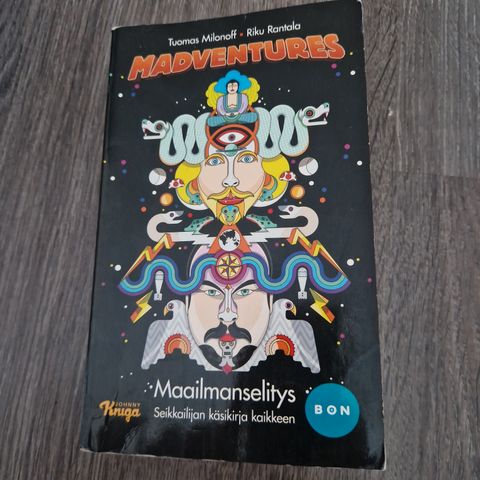 Tuomas Milonoff • Riku Rantala
MADVENTURES
Maailmanselitys
Seikkailijan käsikirja kaikkeen
JOHNNY
Kniga
BON